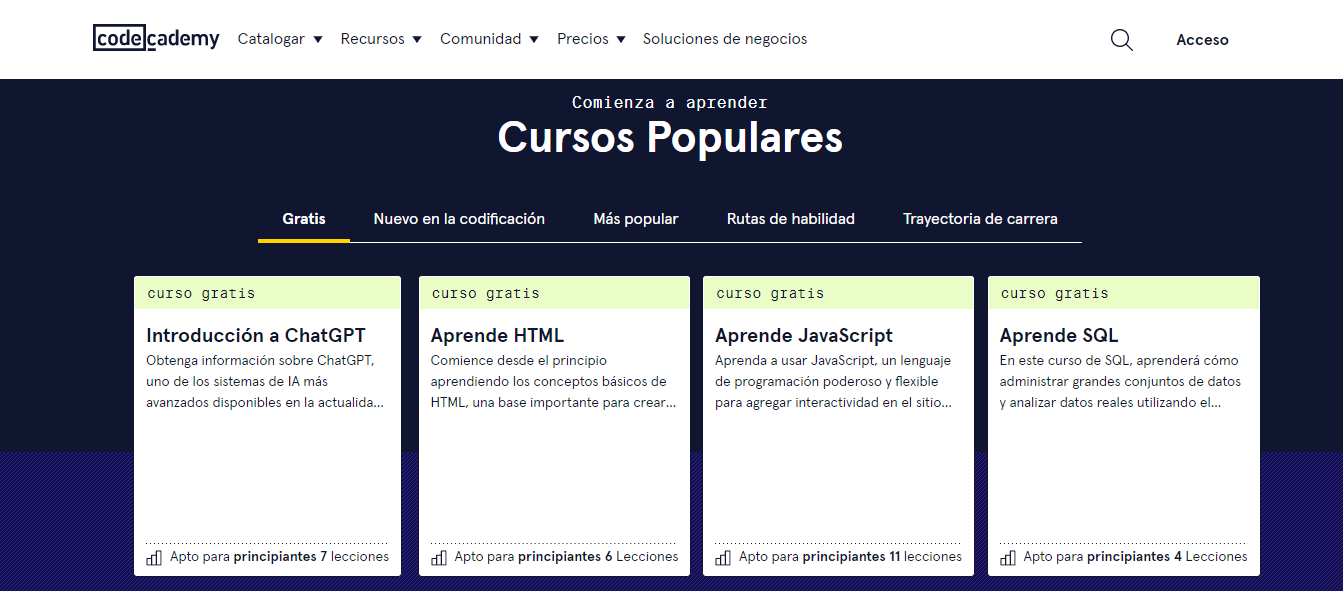 codecademy Catalogar Recursos Comunidad Precios Soluciones de negocios Acceso
Comienza a aprender
Cursos Populares
Gratis Nuevo en la codificación Más popular Rutas de habilidad Trayectoria de carrera
curso gratis
Introducción a ChatGPT
Obtenga información sobre ChatGPT,
uno de los sistemas de IA más
avanzados disponibles en la actualida...
Apto para principiantes 7 lecciones
curso gratis
Aprende HTML
Comience desde el principio
aprendiendo los conceptos básicos de
HTML, una base importante para crear...
Apto para principiantes 6 Lecciones
curso gratis
Aprende JavaScript
Aprenda a usar JavaScript, un lenguaje
de programación poderoso y flexible
para agregar interactividad en el sitio...
Apto para principiantes 11 lecciones
curso gratis
Aprende SQL
En este curso de SQL, aprenderá cómo
administrar grandes conjuntos de datos
y analizar datos reales utilizando el...
Apto para principiantes 4 Lecciones